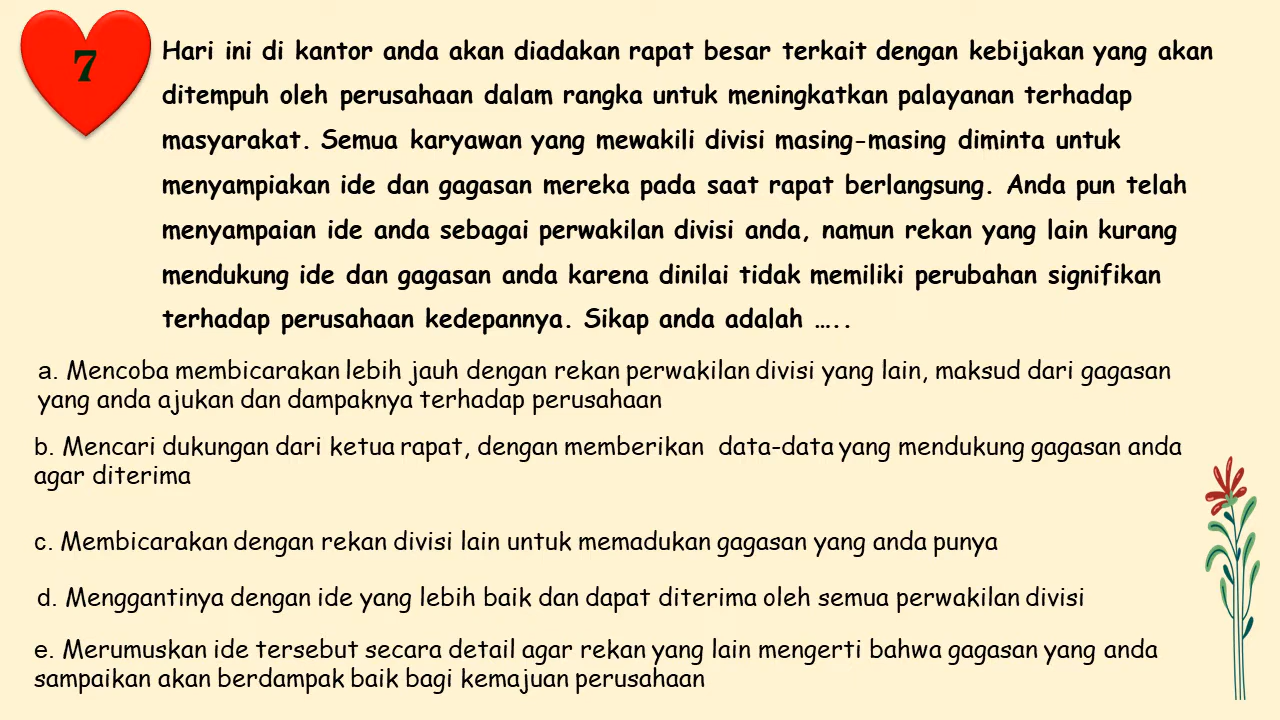 7
Hari ini di kantor anda akan diadakan rapat besar terkait dengan kebijakan yang akan
ditempuh oleh perusahaan dalam rangka untuk meningkatkan palayanan terhadap
masyarakat. Semua karyawan yang mewakili divisi masing-masing diminta untuk
menyampiakan ide dan gagasan mereka pada saat rapat berlangsung. Anda pun telah
menyampaian ide anda sebagai perwakilan divisi anda, namun rekan yang lain kurang
mendukung ide dan gagasan anda karena dinilai tidak memiliki perubahan signifikan
terhadap perusahaan kedepannya. Sikap anda adalah …..
a. Mencoba membicarakan lebih jauh dengan rekan perwakilan divisi yang lain, maksud dari gagasan
yang anda ajukan dan dampaknya terhadap perusahaan
b. Mencari dukungan dari ketua rapat, dengan memberikan data-data yang mendukung gagasan anda
agar diterima
c. Membicarakan dengan rekan divisi lain untuk memadukan gagasan yang anda punya
d. Menggantinya dengan ide yang lebih baik dan dapat diterima oleh semua perwakilan divisi
e. Merumuskan ide tersebut secara detail agar rekan yang lain mengerti bahwa gagasan yang anda
sampaikan akan berdampak baik bagi kemajuan perusahaan